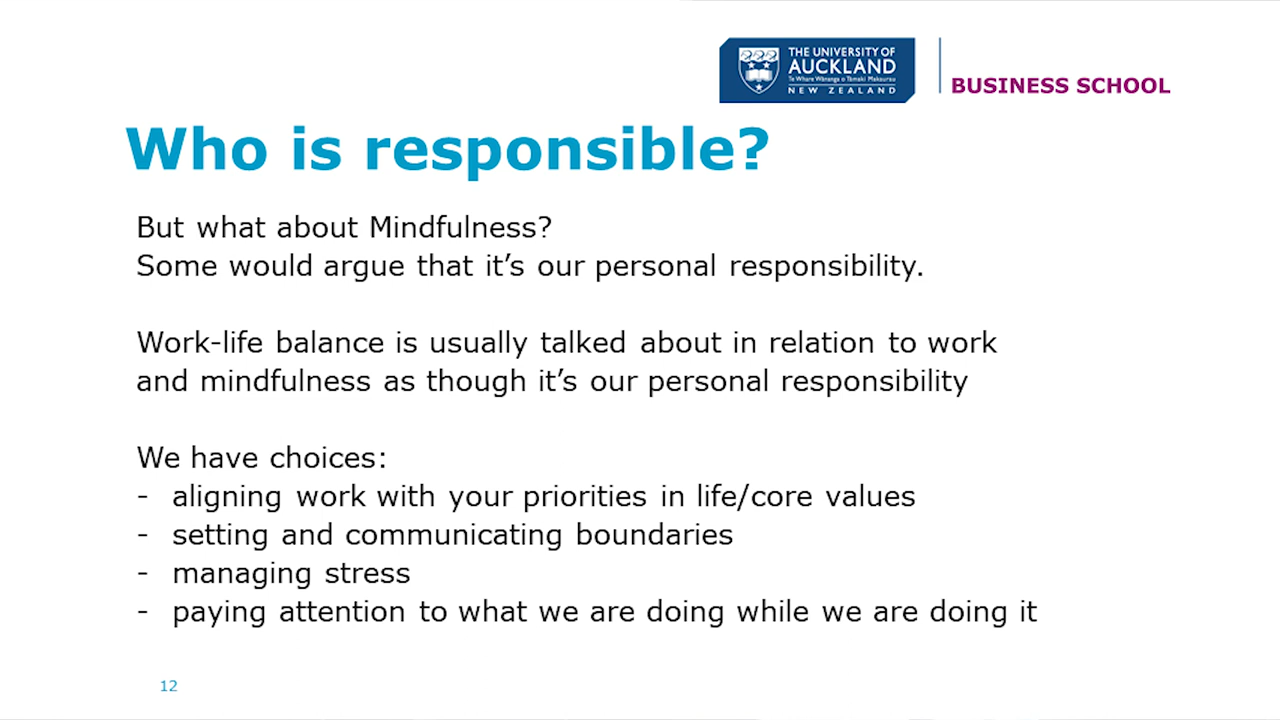 THE UNIVERSITY OF
AUCKLAND
Te Whare Wānanga o Tāmaki Makaurau
NEW ZEALAND
BUSINESS SCHOOL
Who is responsible?
But what about Mindfulness?
Some would argue that it’s our personal responsibility.
Work-life balance is usually talked about in relation to work
and mindfulness as though it’s our personal responsibility
We have choices:
- aligning work with your priorities in life/core values
- setting and communicating boundaries
- managing stress
- paying attention to what we are doing while we are doing it
12